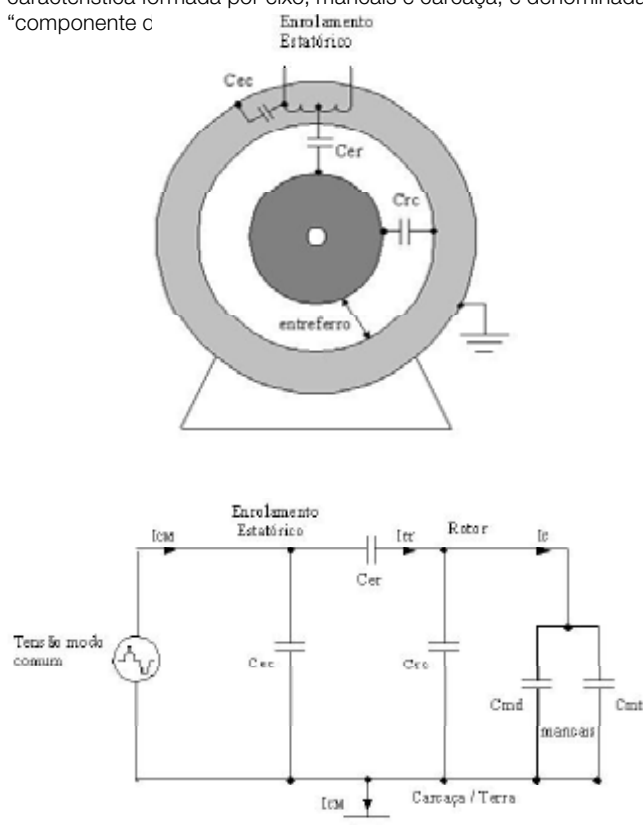 característica formada por eixo, mancais e carcaça, é denominada
“componente c
Enrolamento
Estatórico
Cec
Cer
Crc
entreferro
Enrolamento
Estatórico
ICM
Ier
Rotor
Ic
Cer
Tensão modo
comum
Cec
Crc
Cmd
Cmt
mancais
ICM
Carcaça / Terra